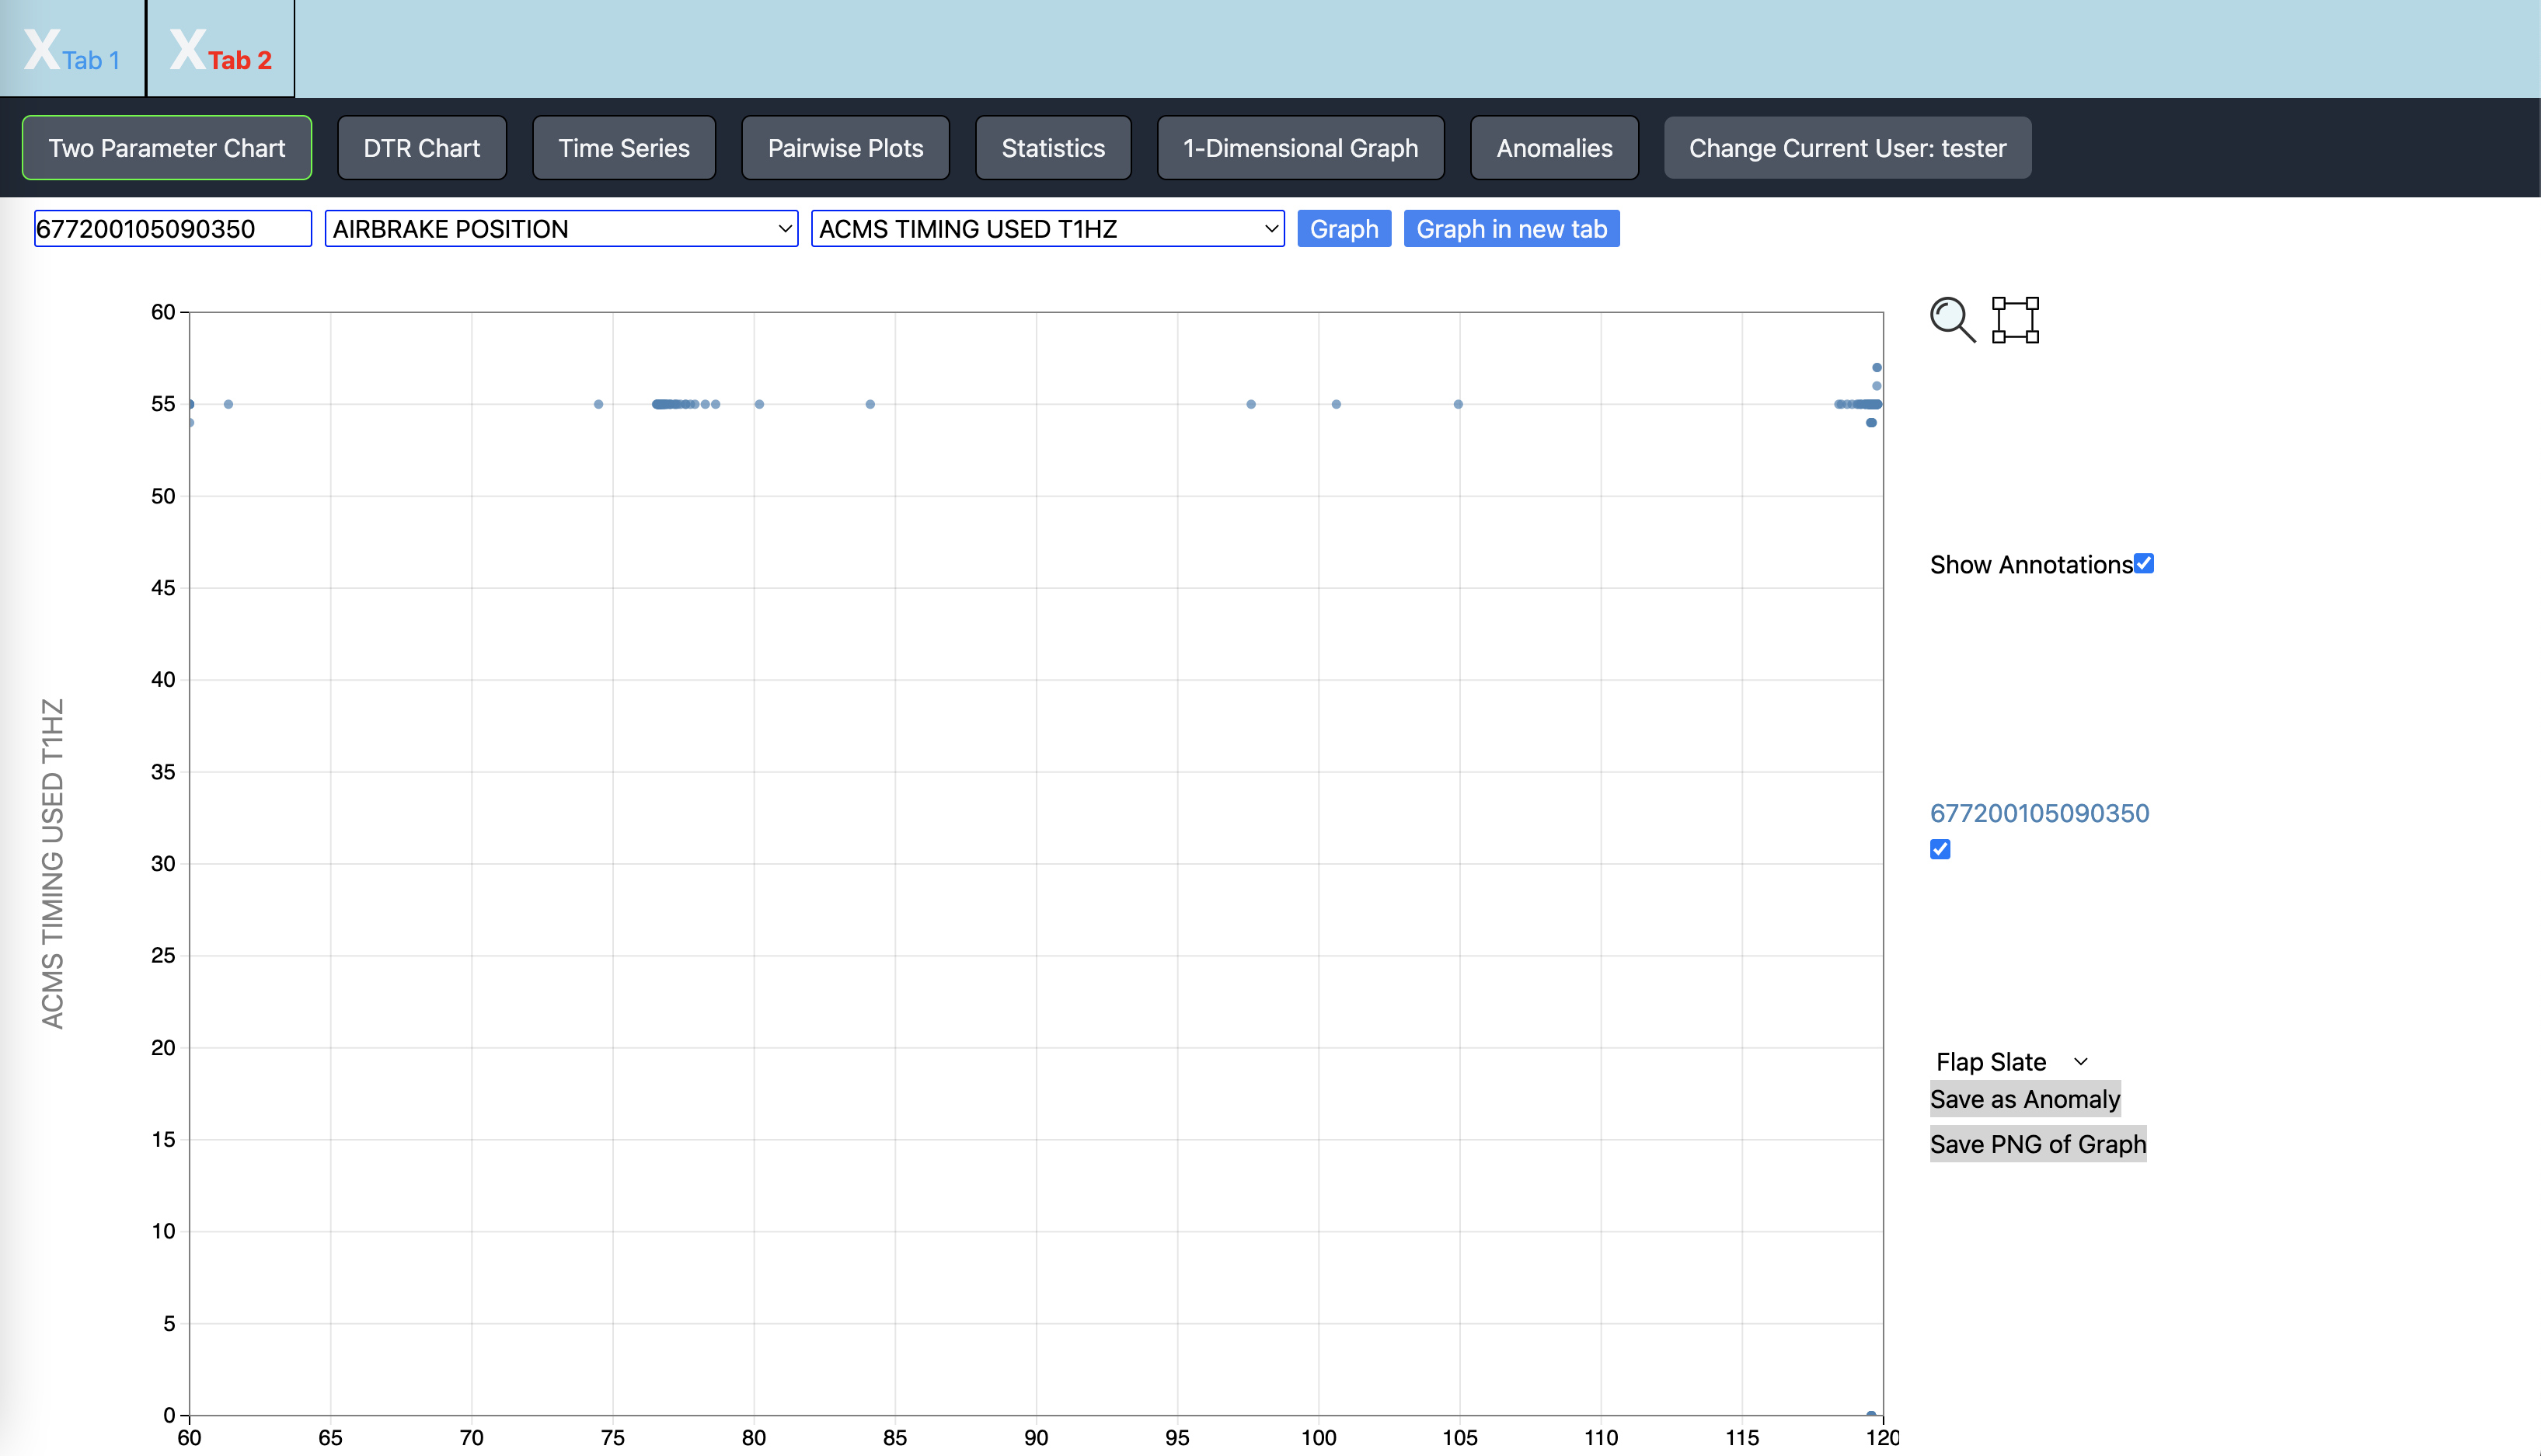 X Tab 1 X Tab 2
Two Parameter Chart DTR Chart Time Series Pairwise Plots Statistics 1-Dimensional Graph Anomalies Change Current User: tester
677200105090350 AIRBRAKE POSITION ACMS TIMING USED T1HZ Graph Graph in new tab
60
55
50
Show Annotations
45
40
35
677200105090350
30
25
20
ACMS TIMING USED T1HZ
Flap Slate
Save as Anomaly
15
Save PNG of Graph
10
5
0
60 65 70 75 80 85 90 95 100 105 110 115 120